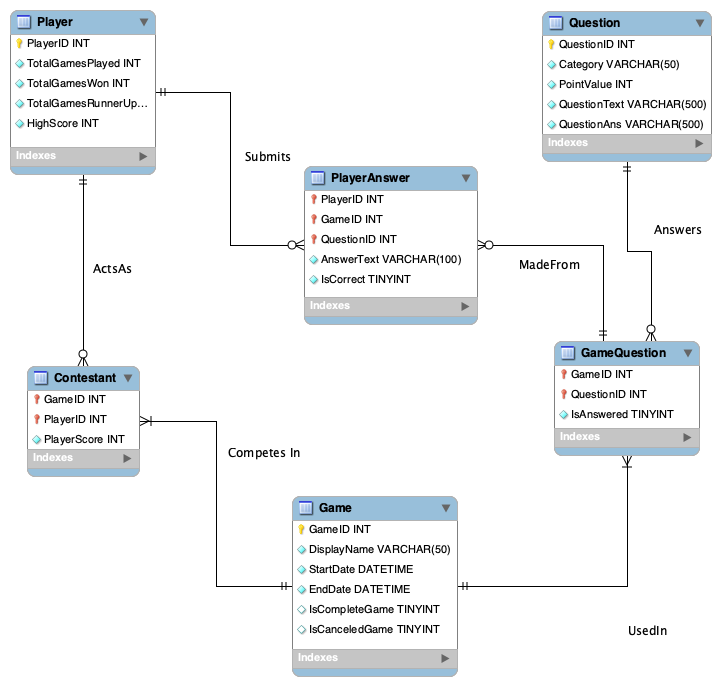 Player
PlayerID INT
TotalGamesPlayed INT
TotalGamesWon INT
TotalGamesRunnerUp...
HighScore INT
Indexes
Question
QuestionID INT
Category VARCHAR(50)
PointValue INT
QuestionText VARCHAR(500)
QuestionAns VARCHAR(500)
Indexes
Submits
PlayerAnswer
PlayerID INT
GameID INT
QuestionID INT
AnswerText VARCHAR(100)
IsCorrect TINYINT
Indexes
Answers
MadeFrom
ActsAs
GameQuestion
GameID INT
QuestionID INT
IsAnswered TINYINT
Indexes
Contestant
GameID INT
PlayerID INT
PlayerScore INT
Indexes
Competes In
Game
GameID INT
DisplayName VARCHAR(50)
StartDate DATETIME
EndDate DATETIME
IsCompleteGame TINYINT
IsCanceledGame TINYINT
Indexes
UsedIn